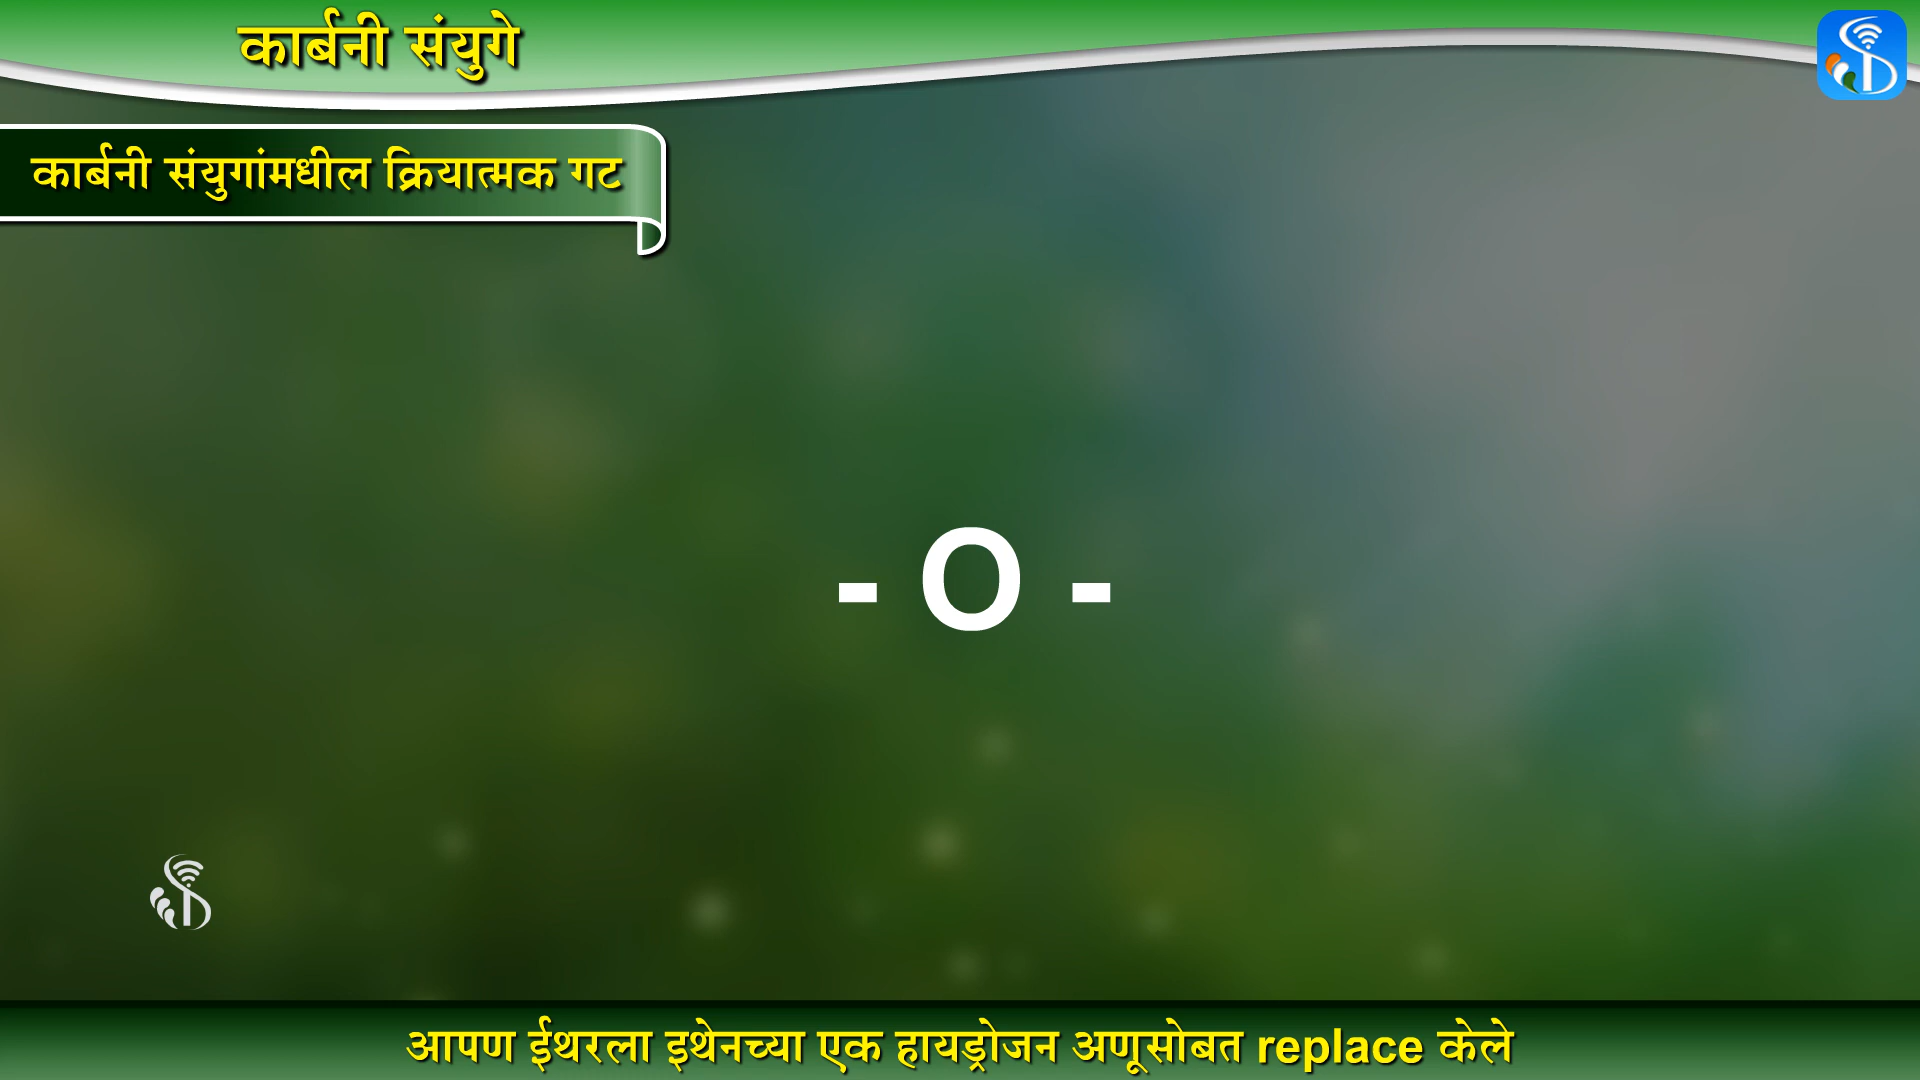 कार्बनी संयुगे
कार्बनी संयुगांमधील क्रियात्मक गट
- O -
आपण ईथरला इथेनच्या एक हायड्रोजन अणूसोबत replace केले